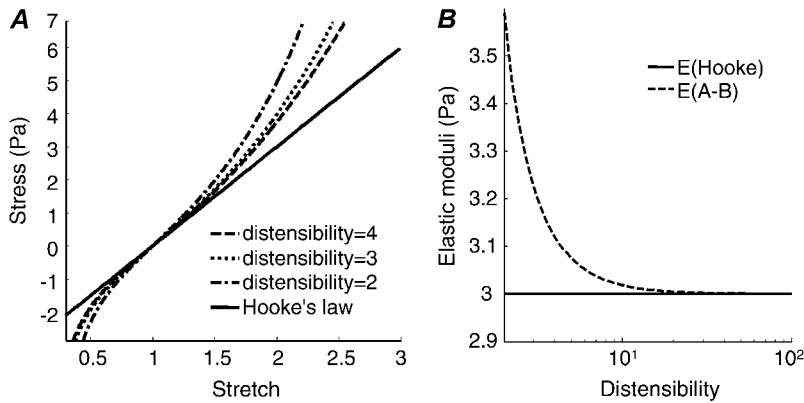 A
7
6
5
4
3
2
1
0
-1
-2
Stress (Pa)
distensibility=4
distensibility=3
distensibility=2
Hooke's law
0.5 1 1.5 2 2.5 3
Stretch
B
3.5
3.4
3.3
3.2
3.1
3
2.9
Elastic moduli (Pa)
E(Hooke)
E(A-B)
10¹ 10²
Distensibility